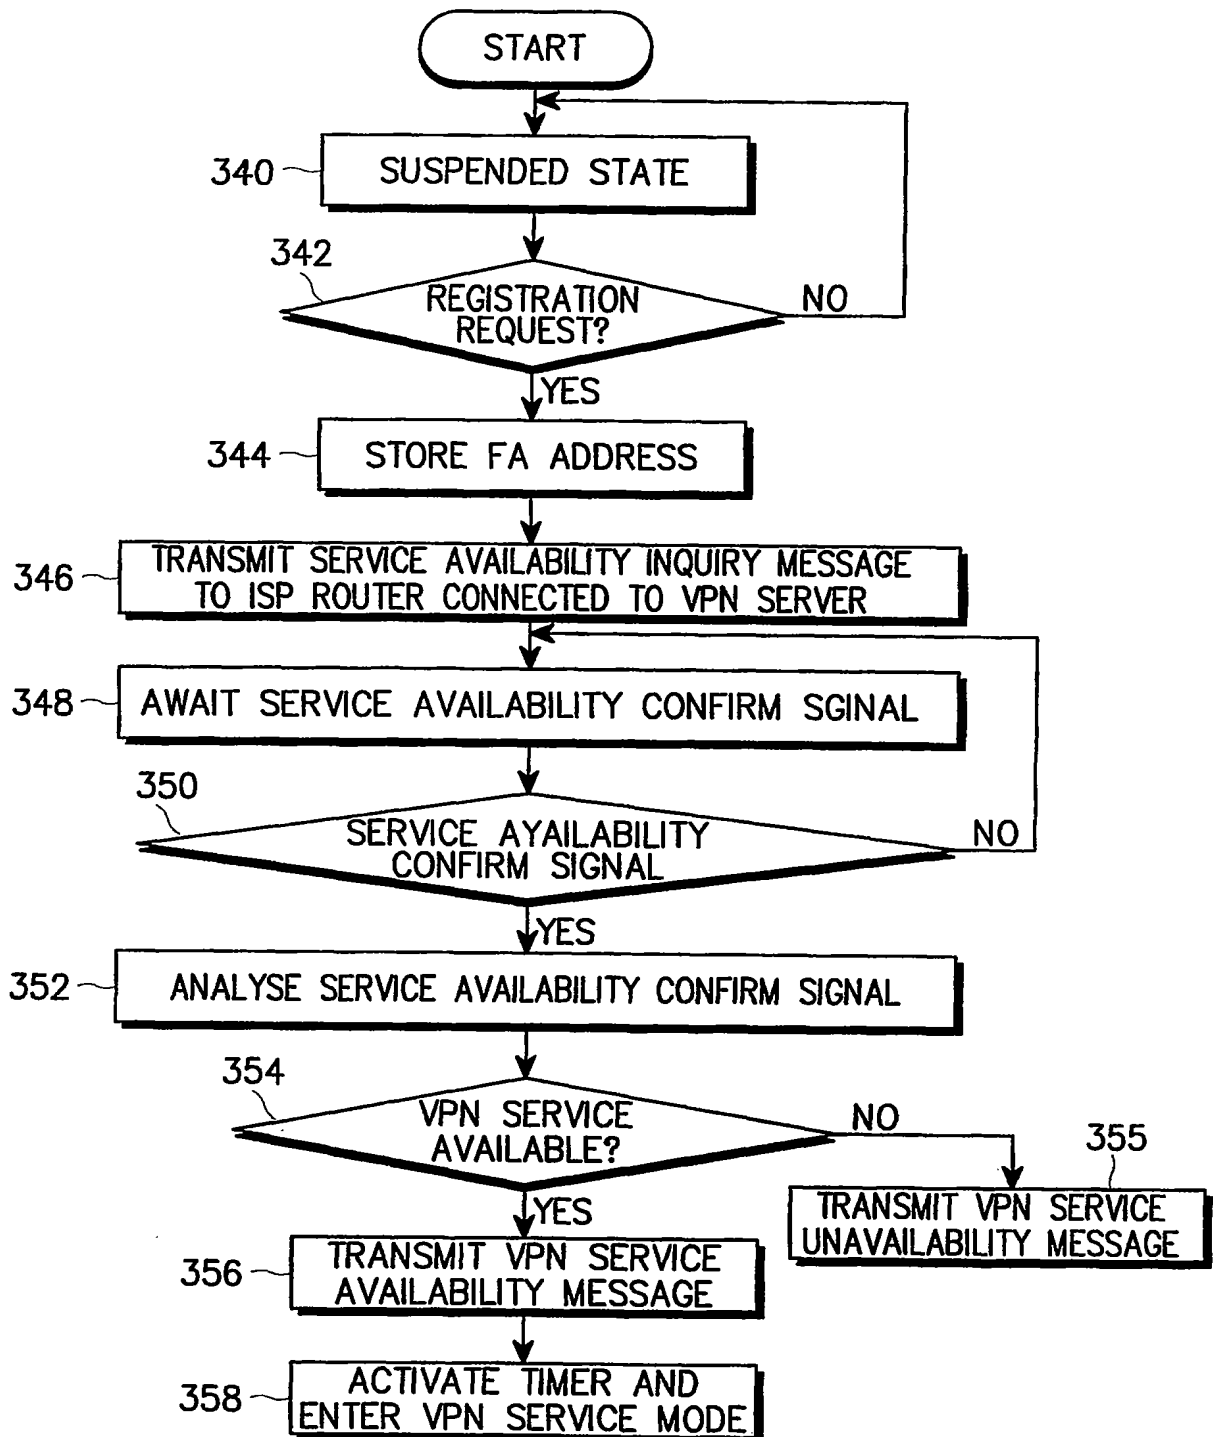 START
340
SUSPENDED STATE
342
REGISTRATION
REQUEST?
NO
YES
344
STORE FA ADDRESS
346
TRANSMIT SERVICE AVAILABILITY INQUIRY MESSAGE
TO ISP ROUTER CONNECTED TO VPN SERVER
348
AWAIT SERVICE AVAILABILITY CONFIRM SGINAL
350
SERVICE AYAILABILITY
CONFIRM SIGNAL
NO
YES
352
ANALYSE SERVICE AVAILABILITY CONFIRM SIGNAL
354
VPN SERVICE
AVAILABLE?
NO
355
TRANSMIT VPN SERVICE
UNAVAILABILITY MESSAGE
YES
356
TRANSMIT VPN SERVICE
AVAILABILITY MESSAGE
358
ACTIVATE TIMER AND
ENTER VPN SERVICE MODE